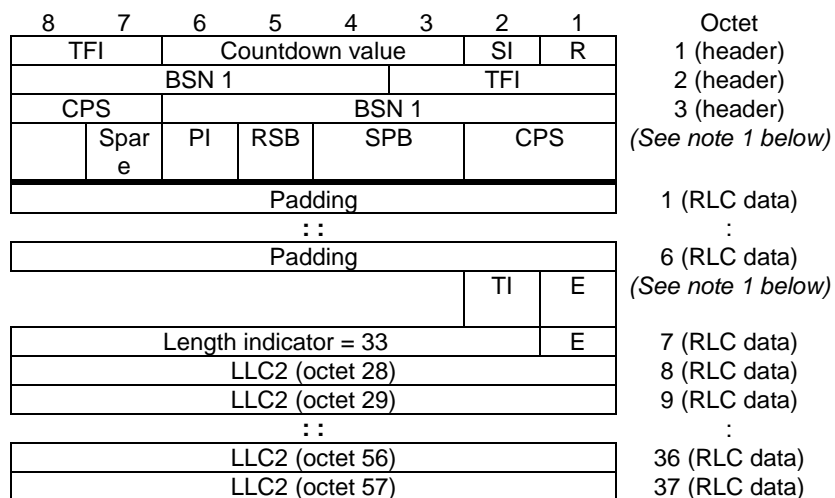 8 7 6 5 4 3 2 1 Octet
TFI Countdown value SI R 1 (header)
BSN 1 TFI 2 (header)
CPS BSN 1 3 (header)
Spar e PI RSB SPB CPS (See note 1 below)
Padding 1 (RLC data)
: : :
Padding 6 (RLC data)
TI E (See note 1 below)
Length indicator = 33 E 7 (RLC data)
LLC2 (octet 28) 8 (RLC data)
LLC2 (octet 29) 9 (RLC data)
: : :
LLC2 (octet 56) 36 (RLC data)
LLC2 (octet 57) 37 (RLC data)